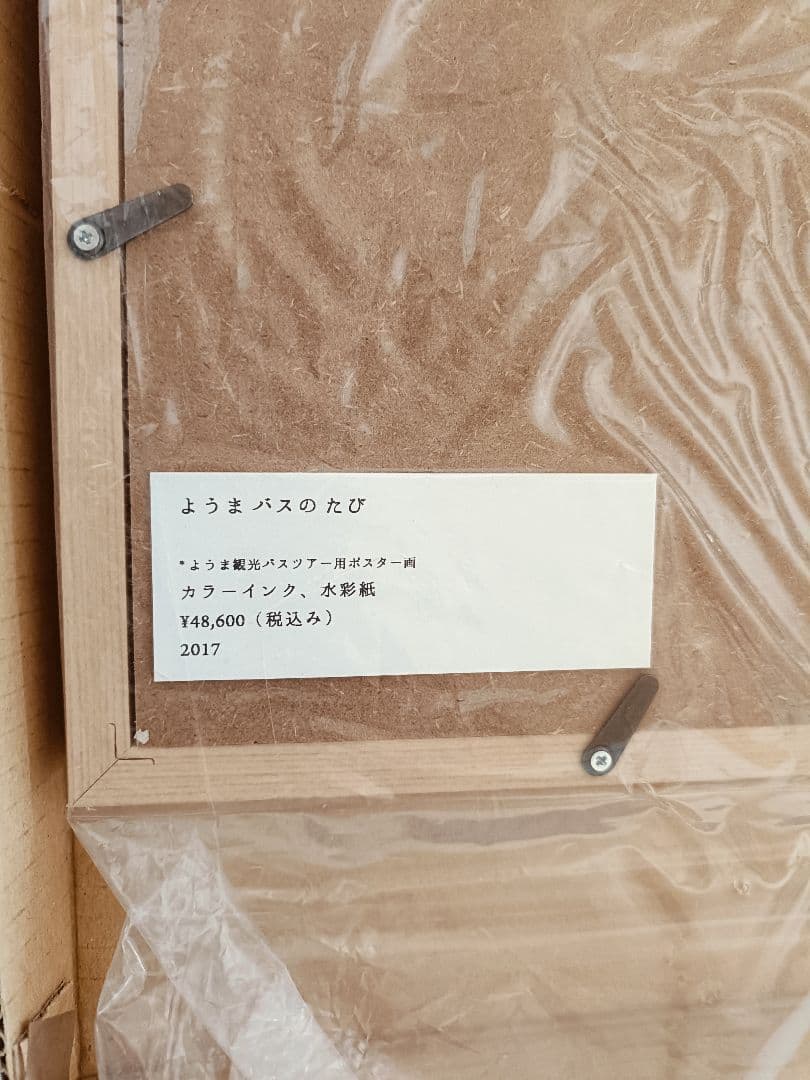 ようま バスの たび
*ようま観光バスツアー用ポスター画
カラーインク、水彩紙
¥48,600（税込み）
2017